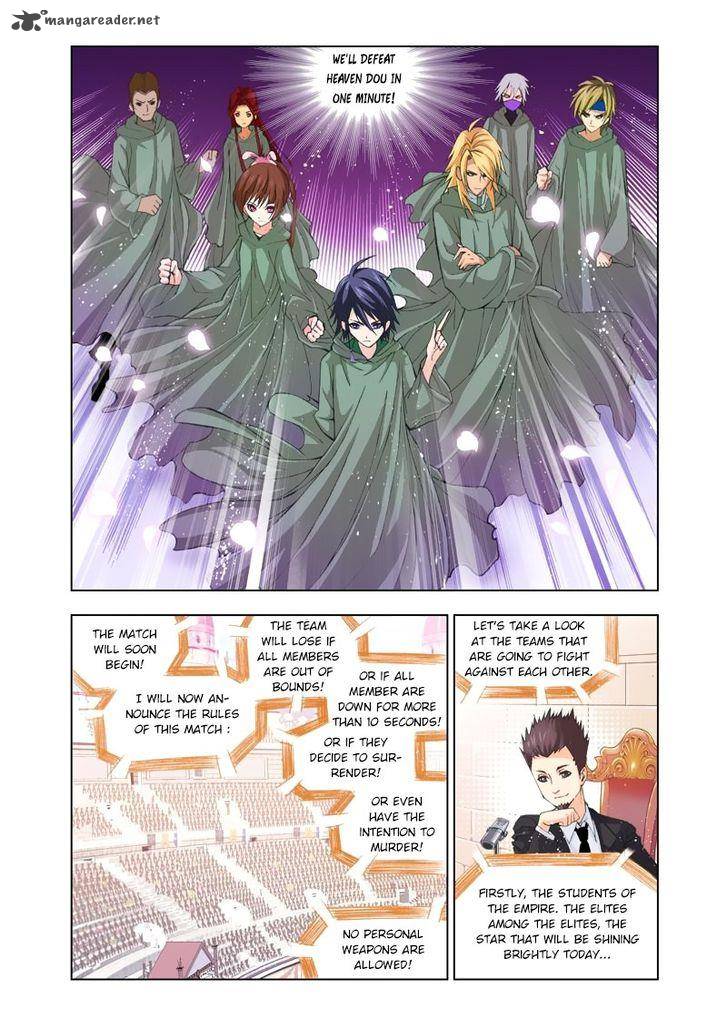 mangareader.net
WE'LL DEFEAT
HEAVEN DOU IN
ONE MINUTE!
THE MATCH
WILL SOON
BEGIN!
I WILL NOW AN-
NOUNCE THE RULES
OF THIS MATCH :
THE TEAM
WILL LOSE IF
ALL MEMBERS
ARE OUT OF
BOUNDS!
OR IF ALL
MEMBER ARE
DOWN FOR MORE
THAN 10 SECONDS!
OR IF THEY
DECIDE TO SUR-
RENDER!
OR EVEN
HAVE THE
INTENTION TO
MURDER!
NO PERSONAL
WEAPONS ARE
ALLOWED!
LET'S TAKE A LOOK
AT THE TEAMS THAT
ARE GOING TO FIGHT
AGAINST EACH OTHER.
FIRSTLY, THE STUDENTS OF
THE EMPIRE. THE ELITES
AMONG THE ELITES, THE
STAR THAT WILL BE SHINING
BRIGHTLY TODAY...